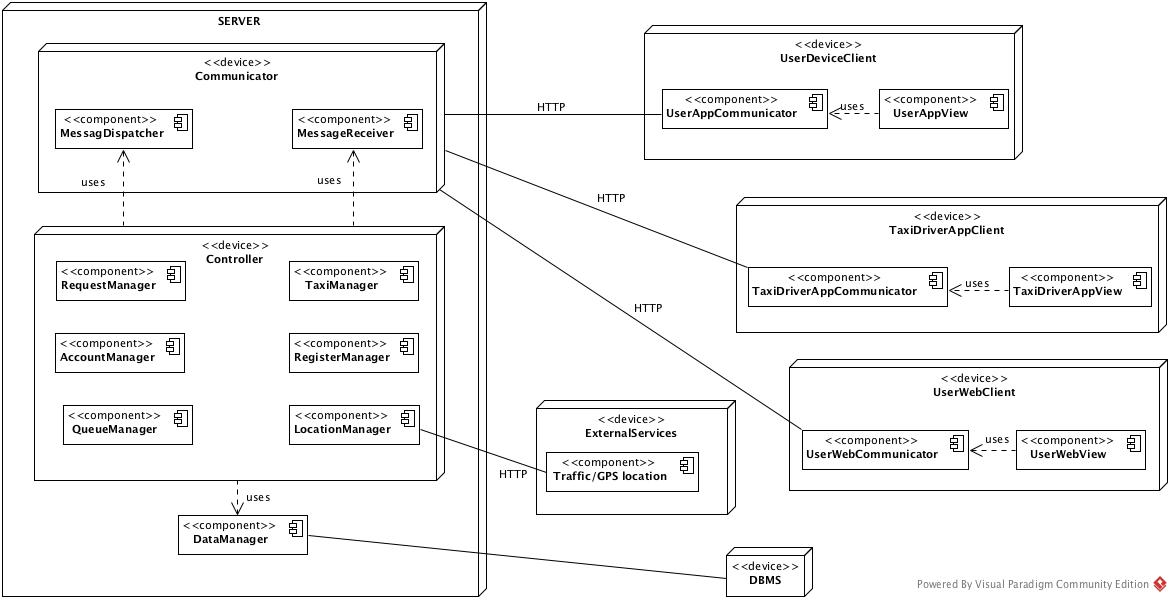 SERVER
<<device>>
Communicator
<<component>>
MessagDispatcher
<<component>>
MessageReceiver
uses
uses
<<device>>
Controller
<<component>>
RequestManager
<<component>>
TaxiManager
<<component>>
AccountManager
<<component>>
RegisterManager
<<component>>
QueueManager
<<component>>
LocationManager
uses
<<component>>
DataManager
HTTP
<<device>>
UserDeviceClient
<<component>>
UserAppCommunicator
uses
<<component>>
UserAppView
HTTP
<<device>>
TaxiDriverAppClient
<<component>>
TaxiDriverAppCommunicator
uses
<<component>>
TaxiDriverAppView
HTTP
<<device>>
UserWebClient
<<component>>
UserWebCommunicator
uses
<<component>>
UserWebView
HTTP
<<device>>
ExternalServices
<<component>>
Traffic/GPS location
<<device>>
DBMS
Powered By Visual Paradigm Community Edition